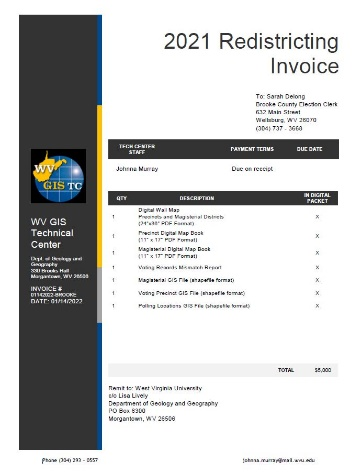 2021 Redistricting
Invoice
To: Sarah Delong
Brooke County Election Clerk
632 Main Street
Wellsburg, WV 26070
(304) 737 - 3668
TECH CENTER STAFF PAYMENT TERMS DUE DATE
Johnna Murray Due on receipt
WV
GIS TC
WV GIS
Technical
Center
Dept. of Geology and
Geography
330 Brooks Hall
Morgantown, WV 26506
INVOICE #
01142022-BROOKE
DATE: 01/14/2022
QTY DESCRIPTION IN DIGITAL PACKET
1 Digital Wall Map
Precincts and Magisterial Districts
(24"x30" PDF Format) X
1 Precinct Digital Map Book
(11" x 17" PDF Format) X
1 Magisterial Digital Map Book
(11" x 17" PDF Format) X
1 Voting Records Mismatch Report X
1 Magisterial GIS File (shapefile format) X
1 Voting Precinct GIS File (shapefile format) X
1 Polling Locations GIS File (shapefile format) X
TOTAL $5,000
Remit to: West Virginia University
c/o Lisa Lively
Department of Geology and Geography
PO Box 6300
Morgantown, WV 26506
Phone (304) 293 - 0557 johnna.murray@mail.wvu.edu